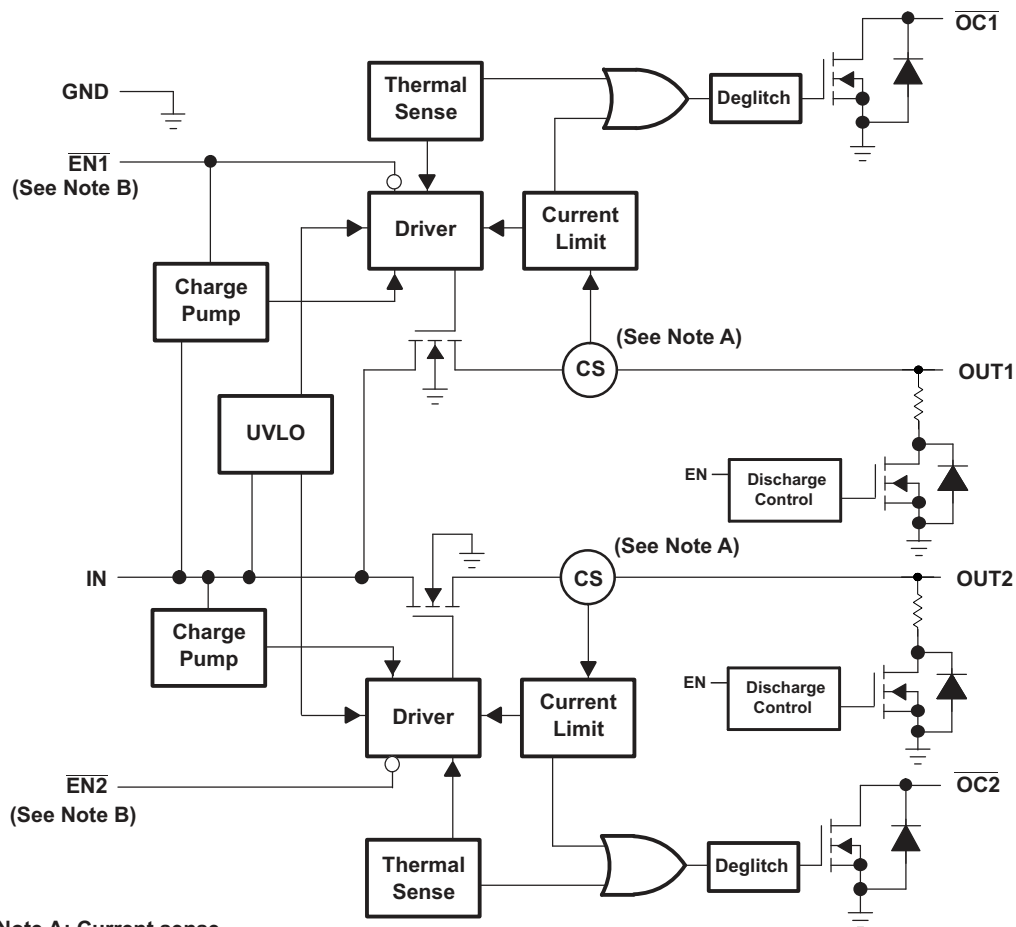 OC1
Thermal
Sense
Deglitch
GND
EN1
(See Note B)
Driver
Current
Limit
Charge
Pump
(See Note A)
CS
OUT1
UVLO
EN
Discharge
Control
(See Note A)
IN
CS
OUT2
Charge
Pump
EN
Discharge
Control
Driver
Current
Limit
EN2
(See Note B)
OC2
Thermal
Sense
Deglitch
Note A: Current sense